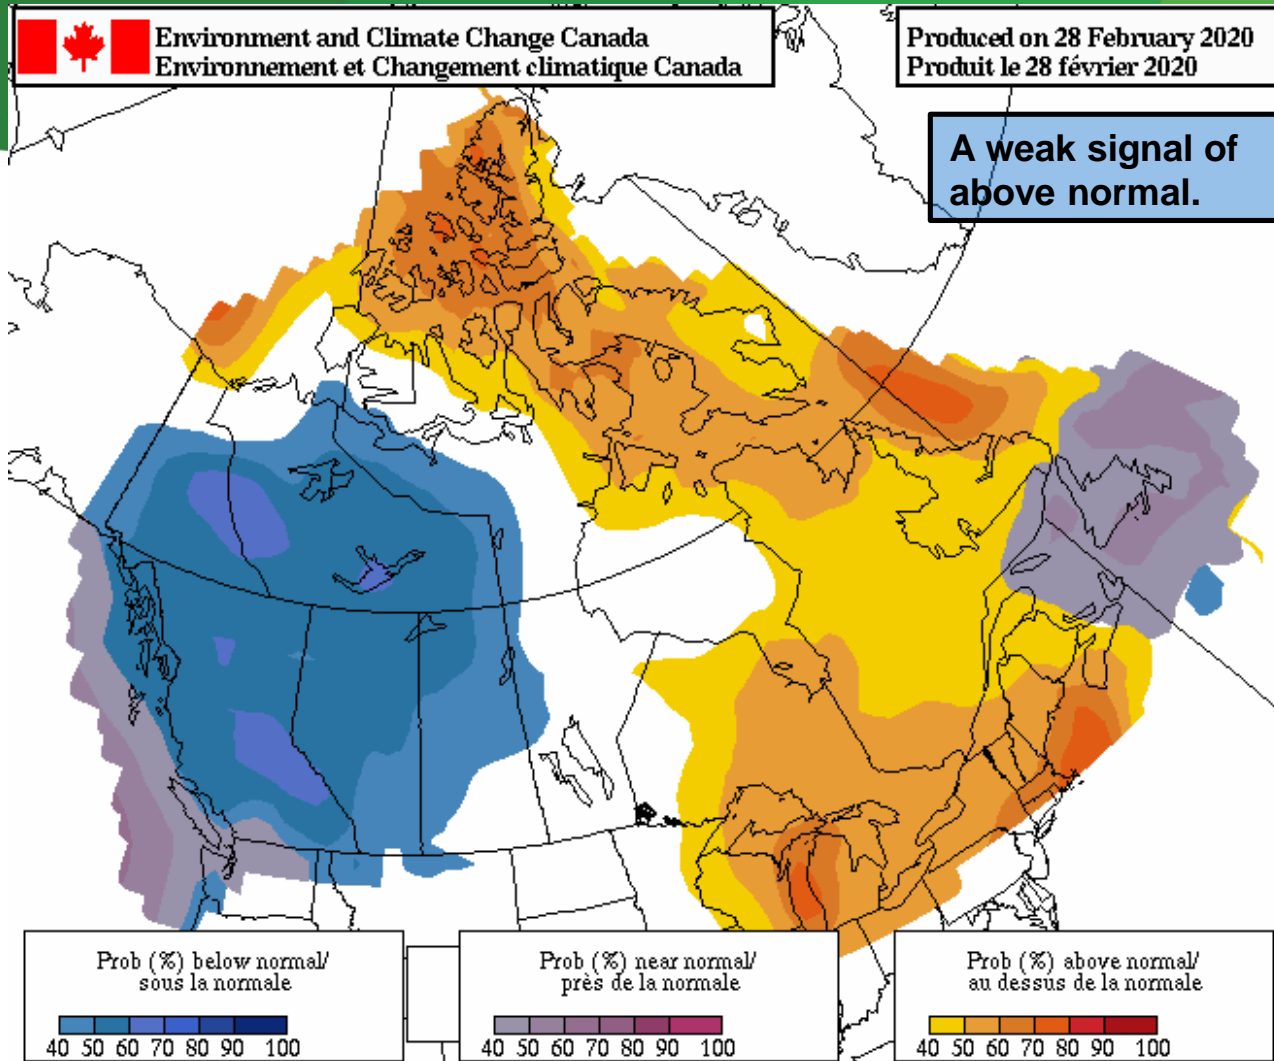 Environment and Climate Change Canada
Environnement et Changement climatique Canada
Produced on 28 February 2020
Produit le 28 février 2020
A weak signal of
above normal.
Prob (%) below normal/
sous la normale
40 50 60 70 80 90 100
Prob (%) near normal/
près de la normale
40 50 60 70 80 90 100
Prob (%) above normal/
au dessus de la normale
40 50 60 70 80 90 100